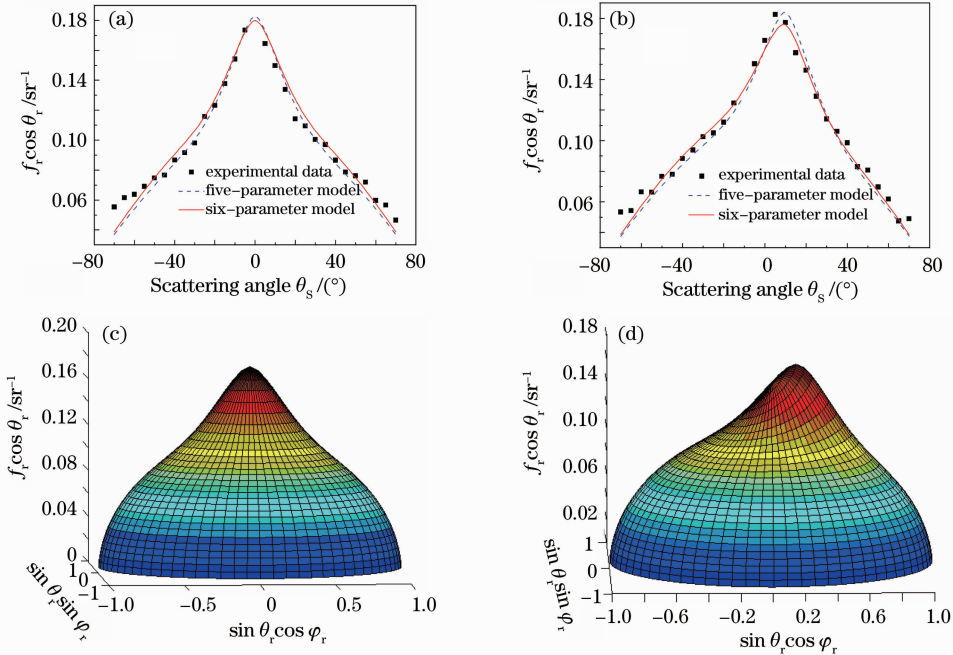 (a)
0.18
0.14
0.10
0.06
f_r cos θ_r /sr⁻¹
experimental data
five-parameter model
six-parameter model
−80
−40
0
40
80
Scattering angle θ_S /(°)
(b)
0.18
0.14
0.10
0.06
f_r cos θ_r /sr⁻¹
experimental data
five-parameter model
six-parameter model
−80
−40
0
40
80
Scattering angle θ_S /(°)
(c)
0.20
0.16
0.12
0.08
0.04
0
f_r cos θ_r /sr⁻¹
1
0
−1
sin θ_r sin φ_r
−1.0
−0.5
0
0.5
1.0
sin θ_r cos φ_r
(d)
0.18
0.14
0.10
0.06
0.02
f_r cos θ_r /sr⁻¹
1
0
−1
sin θ_r sin φ_r
−1.0
−0.6
−0.2
0.2
0.6
1.0
sin θ_r cos φ_r